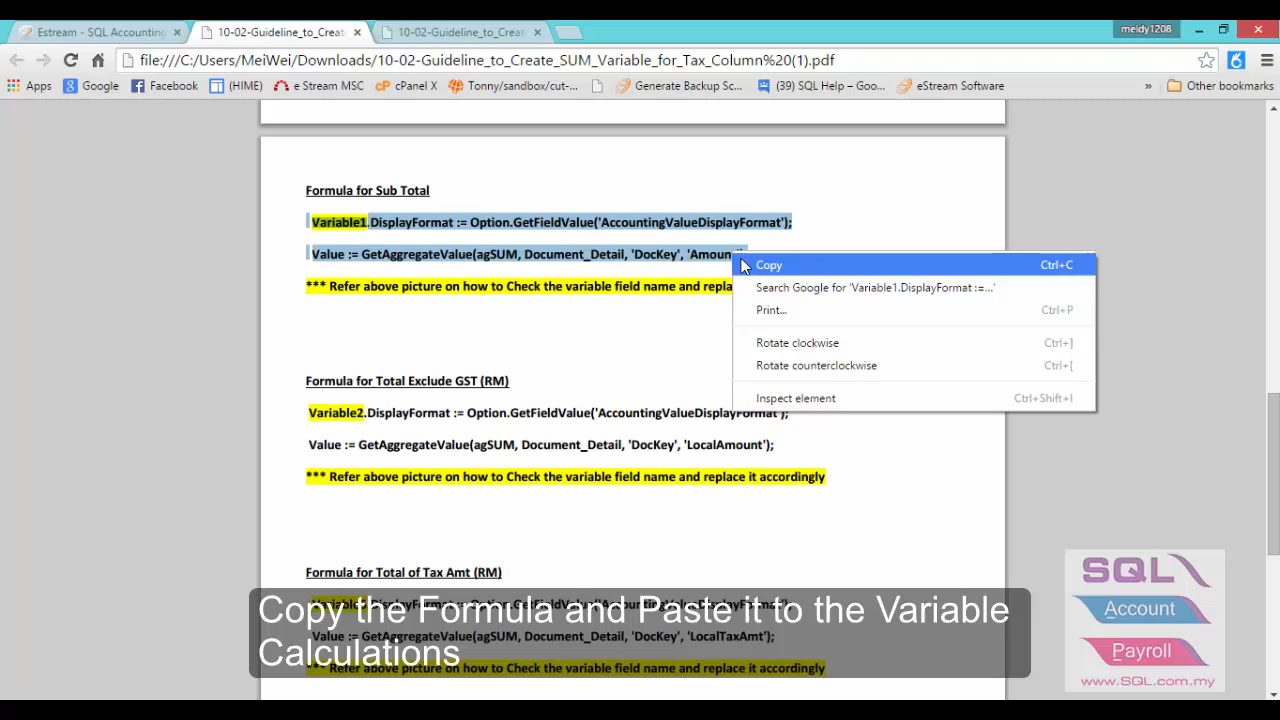 Estream - SQL Accounting
10-02-Guideline_to_Create
10-02-Guideline_to_Create
meidy1208
file:///C:/Users/MeiWei/Downloads/10-02-Guideline_to_Create_SUM_Variable_for_Tax_Column%20(1).pdf
Apps Google Facebook (HIME) e Stream MSC cPanel X Tonny/sandbox/cut-... Generate Backup Sc... (39) SQL Help – Goo... eStream Software » Other bookmarks
Formula for Sub Total
Variable1.DisplayFormat := Option.GetFieldValue('AccountingValueDisplayFormat');
Value := GetAggregateValue(agSUM, Document_Detail, 'DocKey', 'Amoun
*** Refer above picture on how to Check the variable field name and repla
Copy Ctrl+C
Search Google for 'Variable1.DisplayFormat :=...'
Print... Ctrl+P
Rotate clockwise Ctrl+]
Rotate counterclockwise Ctrl+[
Inspect element Ctrl+Shift+I
Formula for Total Exclude GST (RM)
Variable2.DisplayFormat := Option.GetFieldValue('AccountingValueDisplayFormat');
Value := GetAggregateValue(agSUM, Document_Detail, 'DocKey', 'LocalAmount');
*** Refer above picture on how to Check the variable field name and replace it accordingly
Formula for Total of Tax Amt (RM)
DisplayFormat := Option.GetFieldValue('AccountingValueDisplayFormat');
Value := GetAggregateValue(agSUM, Document_Detail, 'DocKey', 'LocalTaxAmt');
*** Refer above picture on how to Check the variable field name and replace it accordingly
Copy the Formula and Paste it to the Variable
Calculations
SQL
Account
Payroll
www.SQL.com.my